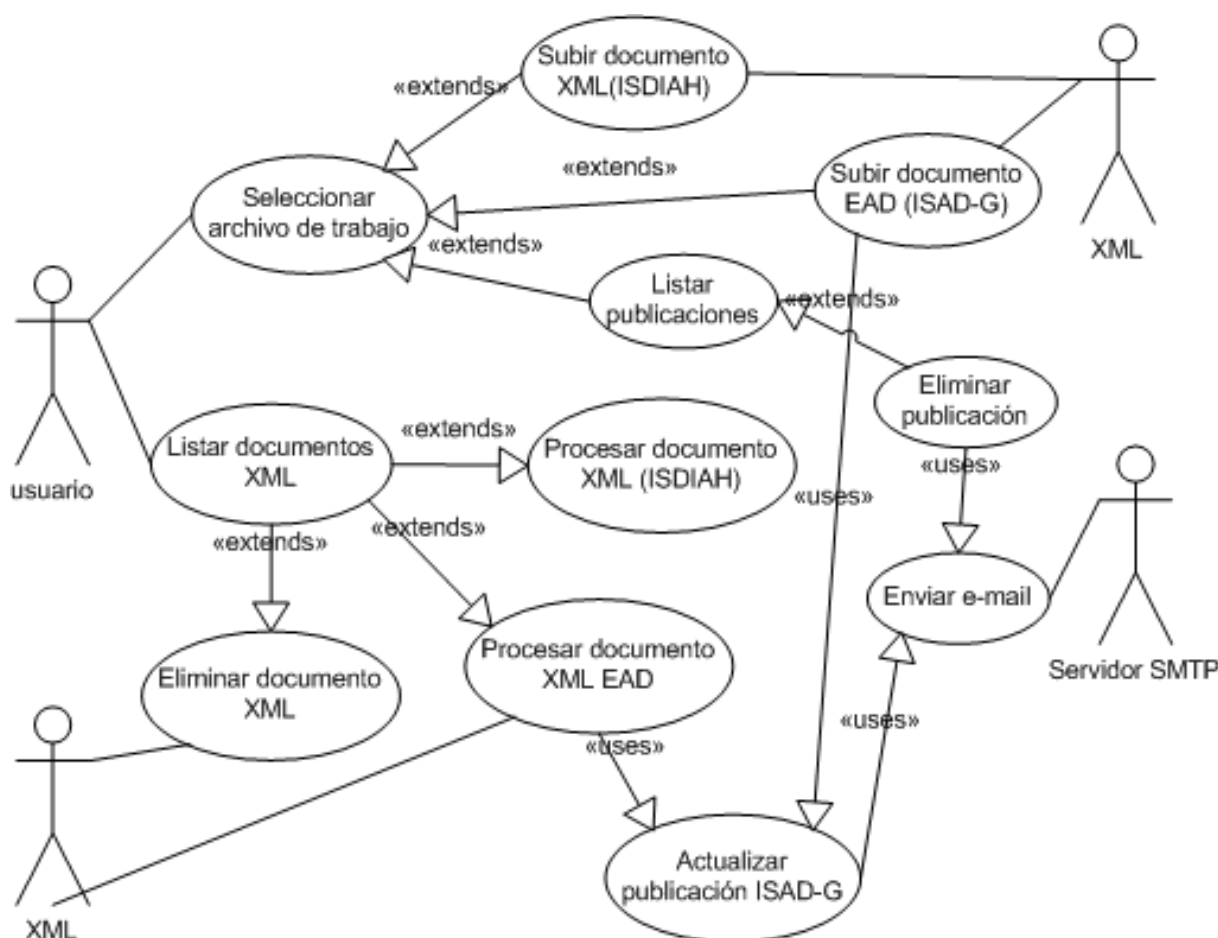 Subir documento
XML(ISDIAH)
«extends»
«extends»
Subir documento
EAD (ISAD-G)
Seleccionar
archivo de trabajo
«extends»
XML
Listar
publicaciones
«extends»
Eliminar
publicación
usuario
Listar documentos
XML
«extends»
Procesar documento
XML (ISDIAH)
«uses»
«uses»
«extends»
«extends»
Enviar e-mail
Servidor SMTP
Eliminar documento
XML
Procesar documento
XML EAD
«uses»
«uses»
Actualizar
publicación ISAD-G
XML